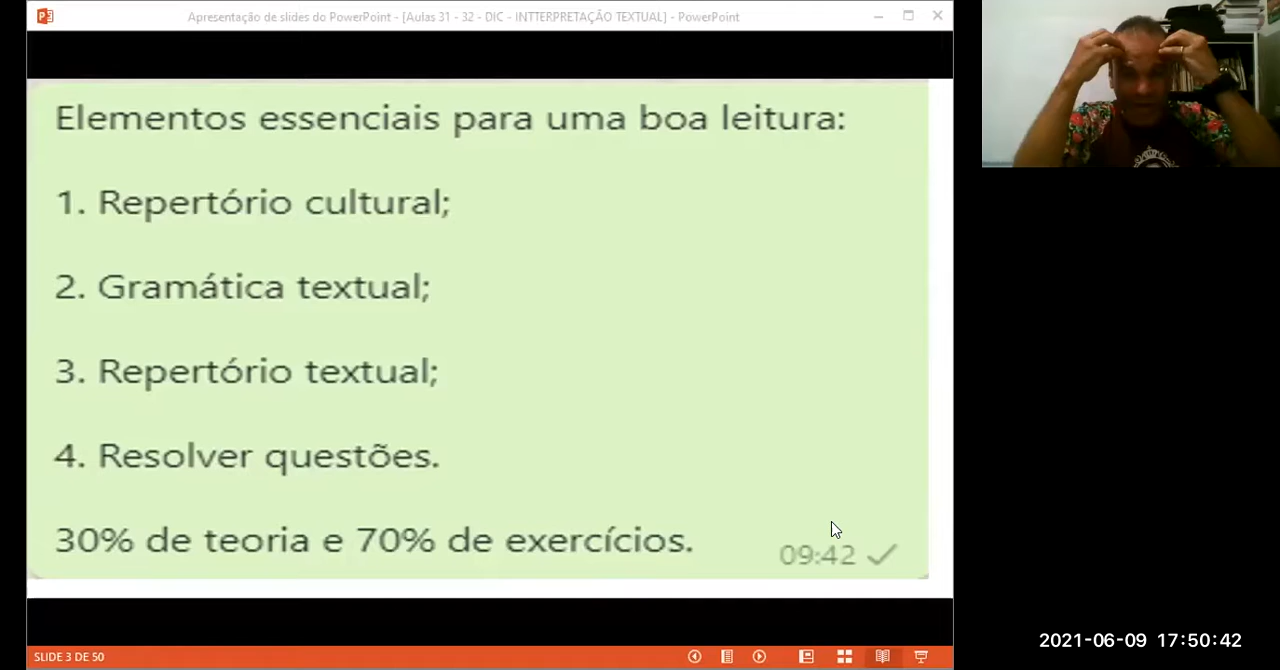 Apresentação de slides do PowerPoint - [Aulas 31 - 32 - DIC - INTTERPRETAÇÃO TEXTUAL] - PowerPoint
Elementos essenciais para uma boa leitura:
1. Repertório cultural;
2. Gramática textual;
3. Repertório textual;
4. Resolver questões.
30% de teoria e 70% de exercícios.
09:42
SLIDE 3 DE 50
2021-06-09 17:50:42